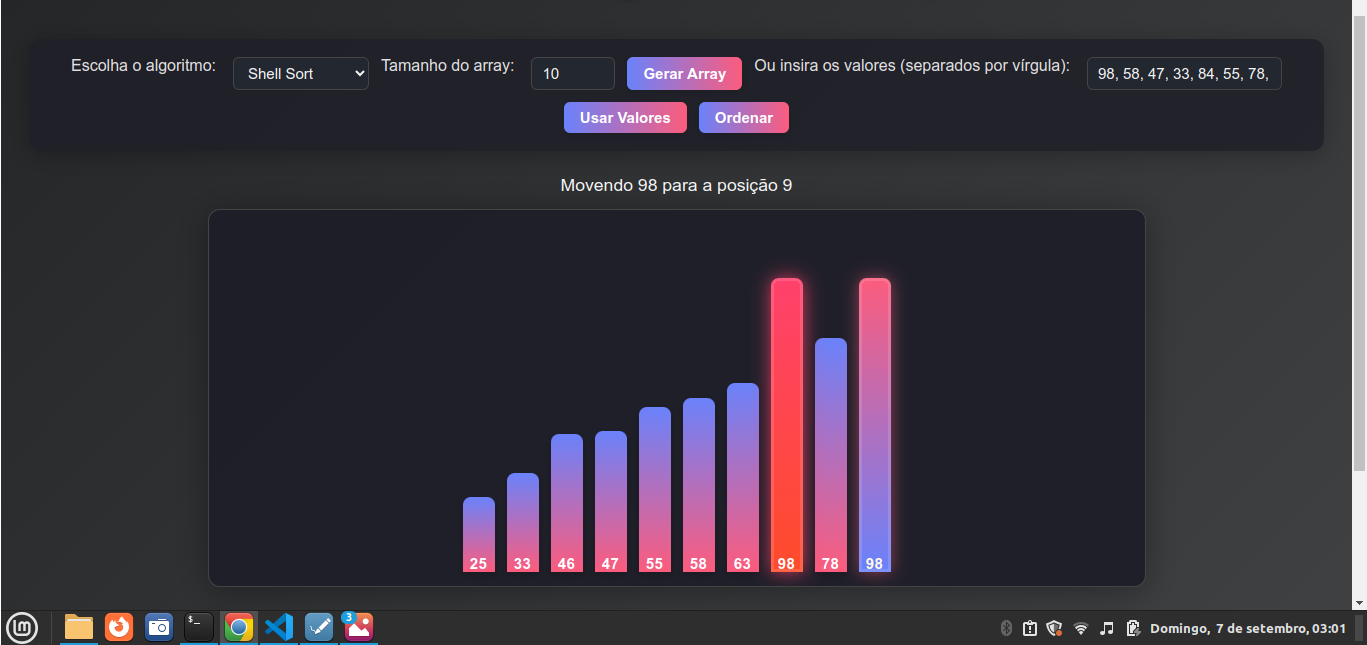 Escolha o algoritmo: Shell Sort Tamanho do array: 10 Gerar Array Ou insira os valores (separados por vírgula): 98, 58, 47, 33, 84, 55, 78,
Usar Valores Ordenar
Movendo 98 para a posição 9
25 33 46 47 55 58 63 98 78 98
$_ 3 Domingo, 7 de setembro, 03:01